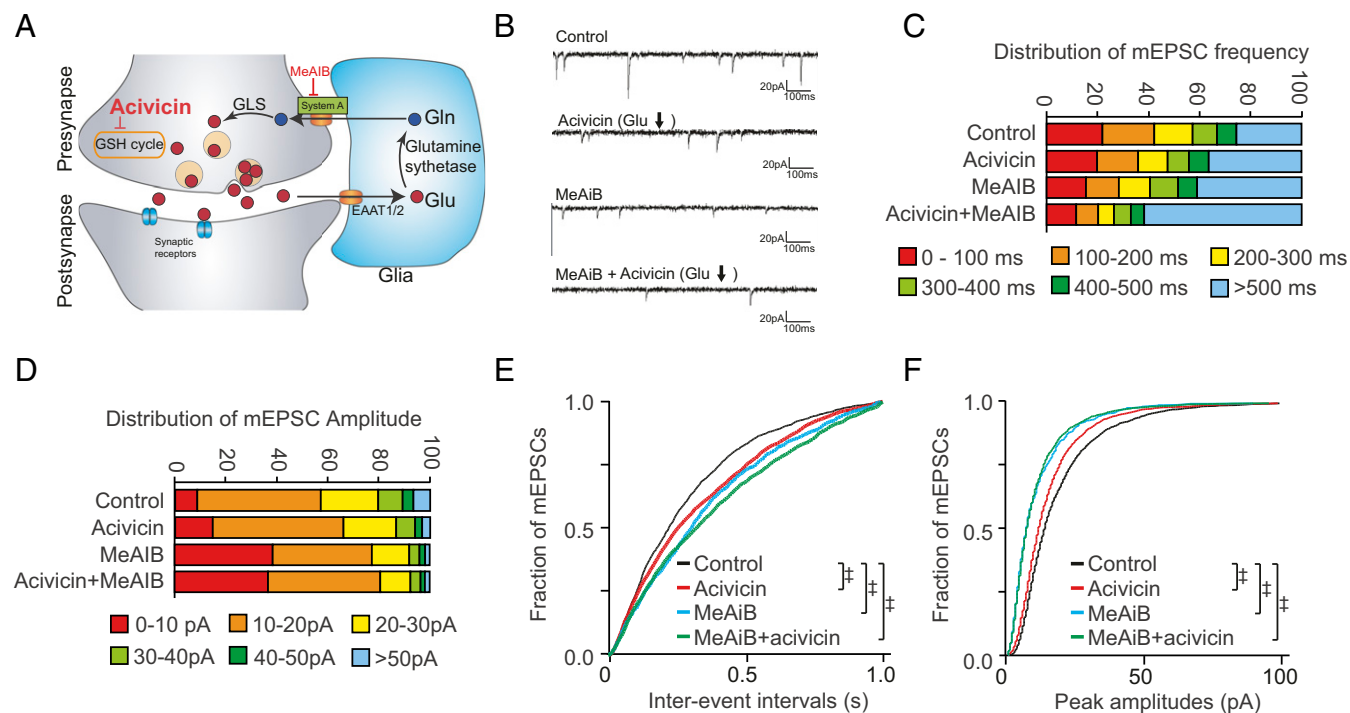 A
Presynapse
Postsynapse
Acivicin
GSH cycle
GLS
MeAIB
System A
Gln
Glutamine
sythetase
Glu
EAAT1/2
Synaptic
receptors
Glia
B
Control
20pA
100ms
Acivicin (Glu ⬇)
20pA
100ms
MeAiB
20pA
100ms
MeAiB + Acivicin (Glu ⬇)
20pA
100ms
C
Distribution of mEPSC frequency
0 20 40 60 80 100
Control
Acivicin
MeAIB
Acivicin+MeAIB
0 - 100 ms 100-200 ms 200-300 ms
300-400 ms 400-500 ms >500 ms
D
Distribution of mEPSC Amplitude
0 20 40 60 80 100
Control
Acivicin
MeAIB
Acivicin+MeAIB
0-10 pA 10-20pA 20-30pA
30-40pA 40-50pA >50pA
E
Fraction of mEPSCs
1.0
0.5
0.0
Control
Acivicin
MeAiB
MeAiB+acivicin
‡ ‡ ‡
0 0.5 1.0
Inter-event intervals (s)
F
Fraction of mEPSCs
1.0
0.5
0.0
Control
Acivicin
MeAiB
MeAiB+acivicin
‡ ‡ ‡
0 50 100
Peak amplitudes (pA)